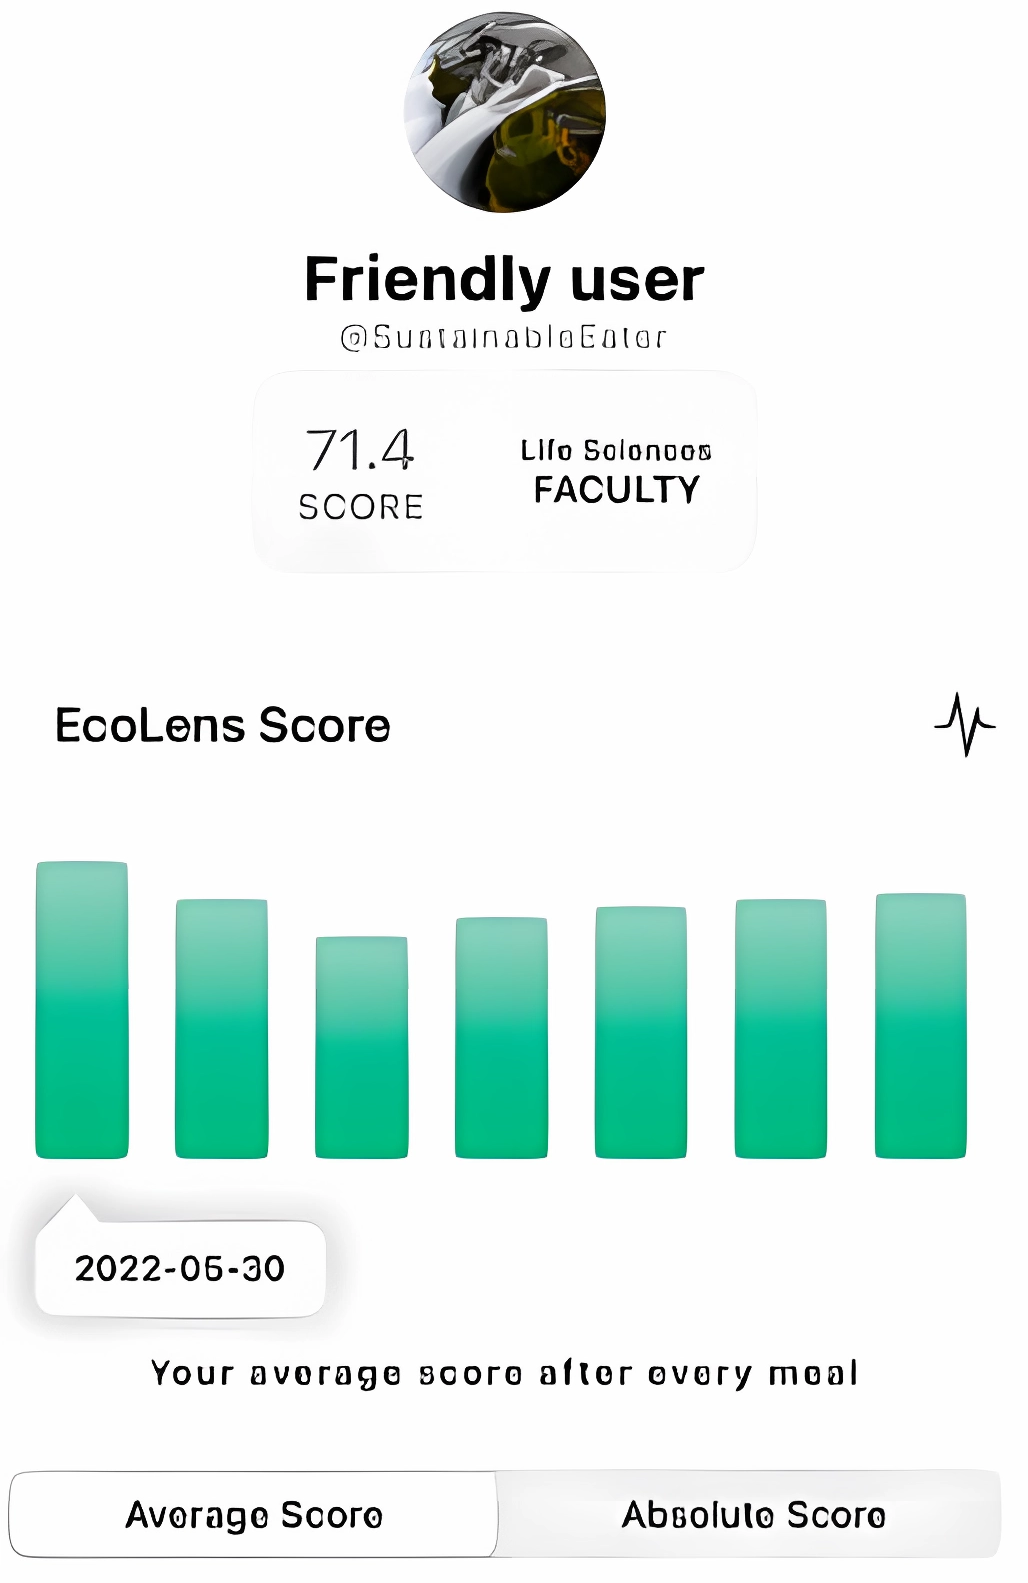 Friendly user
@SustainableEater
71.4
SCORE
Life Sciences
FACULTY
EcoLens Score
2022-05-30
Your average score after every meal
Average Score
Absolute Score